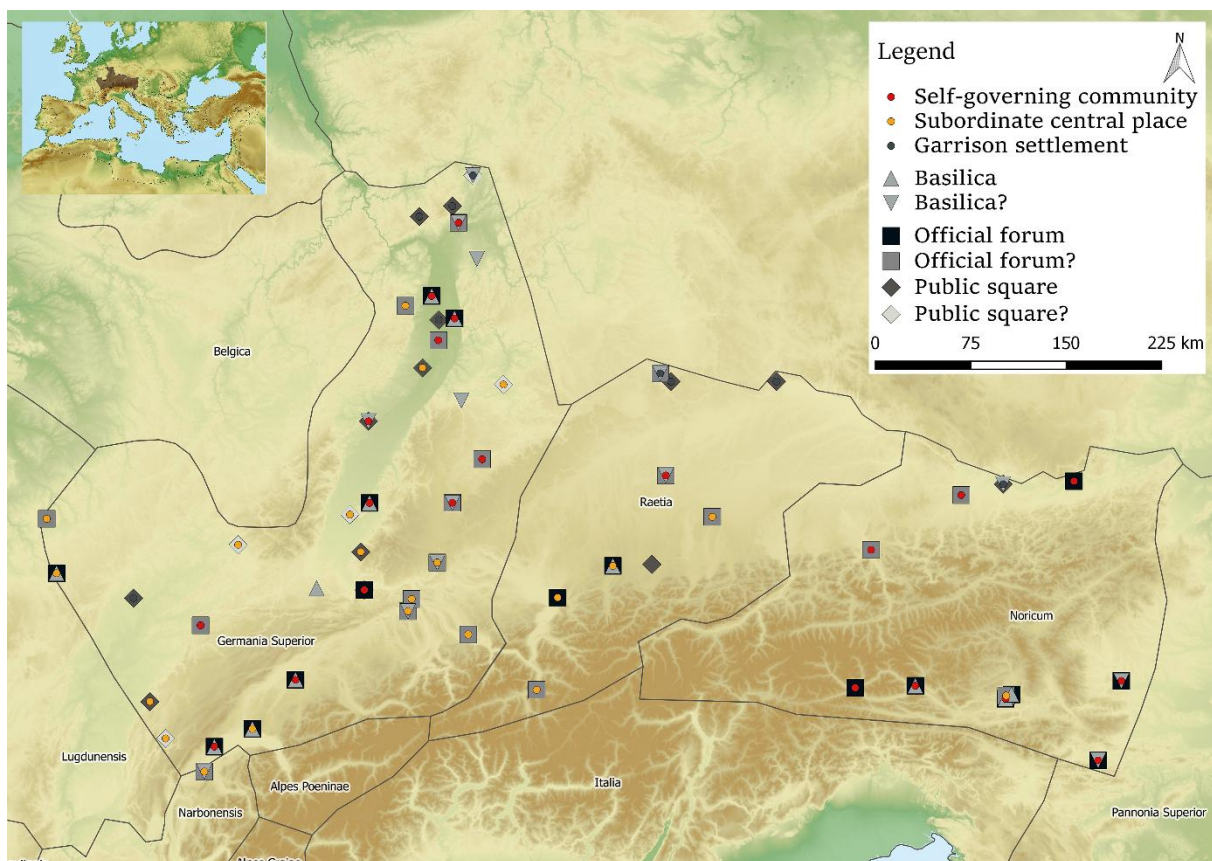 Legend
N
Self-governing community
Subordinate central place
Garrison settlement
Basilica
Basilica?
Official forum
Official forum?
Public square
Public square?
0 75 150 225 km
Belgica
Raetia
Noricum
Germania Superior
Lugdunensis
Alpes Poeninae
Italia
Narbonensis
Pannonia Superior